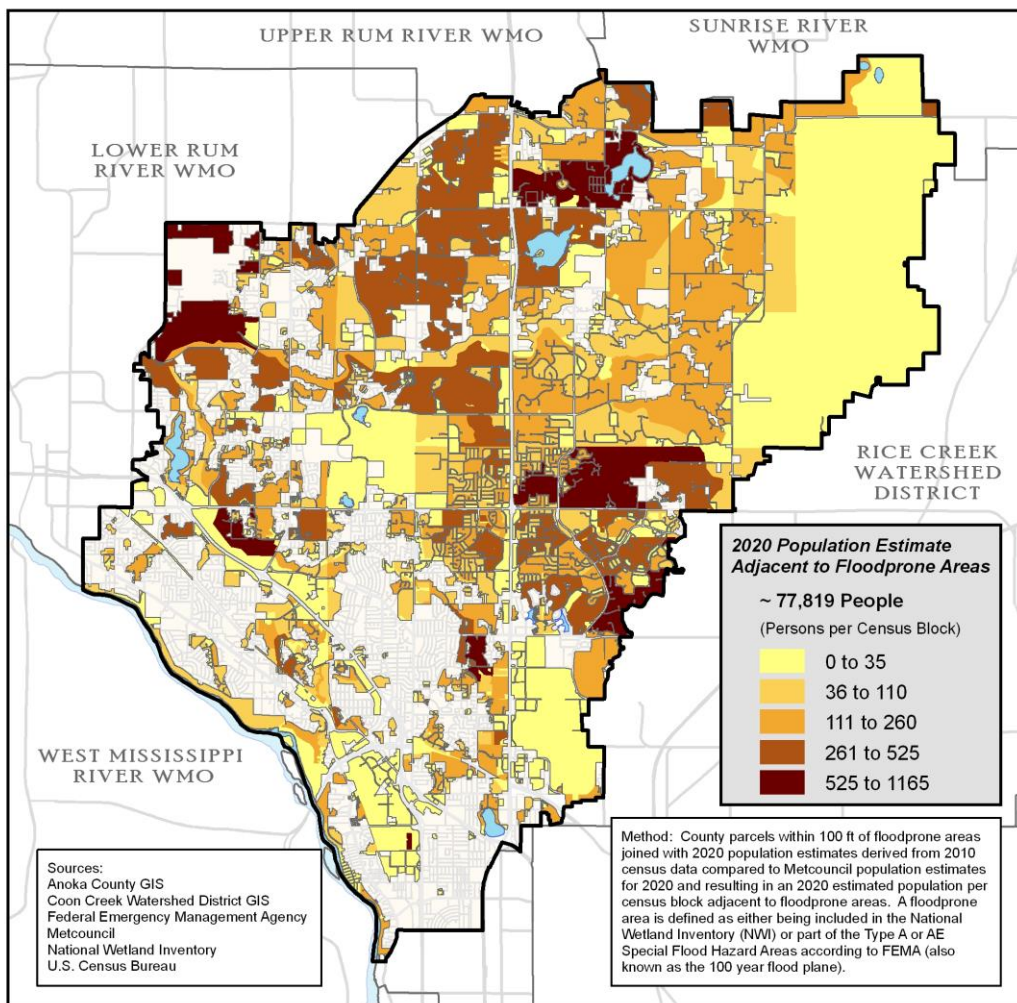 UPPER RUM RIVER WMO
SUNRISE RIVER
WMO
LOWER RUM
RIVER WMO
RICE CREEK
WATERSHED
DISTRICT
WEST MISSISSIPPI
RIVER WMO
2020 Population Estimate
Adjacent to Floodprone Areas
~ 77,819 People
(Persons per Census Block)
0 to 35
36 to 110
111 to 260
261 to 525
525 to 1165
Sources:
Anoka County GIS
Coon Creek Watershed District GIS
Federal Emergency Management Agency
Metcouncil
National Wetland Inventory
U.S. Census Bureau
Method: County parcels within 100 ft of floodprone areas
joined with 2020 population estimates derived from 2010
census data compared to Metcouncil population estimates
for 2020 and resulting in an 2020 estimated population per
census block adjacent to floodprone areas. A floodprone
area is defined as either being included in the National
Wetland Inventory (NWI) or part of the Type A or AE
Special Flood Hazard Areas according to FEMA (also
known as the 100 year flood plane).